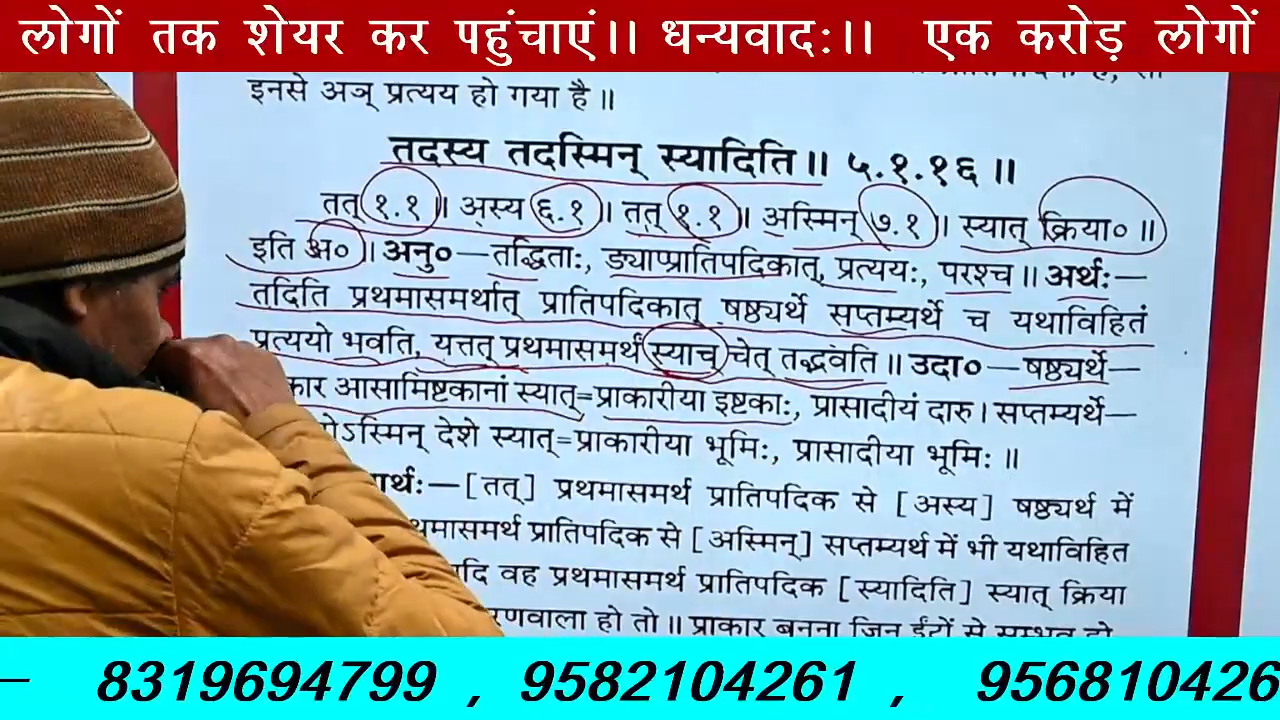 लोगों तक शेयर कर पहुंचाएं।। धन्यवादः।। एक करोड़ लोगों
इनसे अञ् प्रत्यय हो गया है॥
तदस्य तदस्मिन् स्यादिति॥ ५.१.१६॥
तत् १.१॥ अस्य ६.१। तत् १.१॥ अस्मिन् ७.१। स्यात् क्रिया०॥
इति अ०। अनु०—तद्धिताः, ङ्याप्प्रातिपदिकात्, प्रत्ययः, परश्च॥ अर्थः—
तदिति प्रथमासमर्थात् प्रातिपदिकात् षष्ठ्यर्थे सप्तम्यर्थे च यथाविहितं
प्रत्ययो भवति, यत्तत् प्रथमासमर्थं स्याच् चेत् तद्भवति॥ उदा०—षष्ठ्यर्थे—
कार आसामिष्टकानां स्यात्=प्राकारीया इष्टकाः, प्रासादीयं दारु। सप्तम्यर्थे—
ऽस्मिन् देशे स्यात्=प्राकारीया भूमिः, प्रासादीया भूमिः॥
र्थः—[तत्] प्रथमासमर्थ प्रातिपदिक से [अस्य] षष्ठ्यर्थ में
थमासमर्थ प्रातिपदिक से [अस्मिन्] सप्तम्यर्थ में भी यथाविहित
दि वह प्रथमासमर्थ प्रातिपदिक [स्यादिति] स्यात् क्रिया
रणवाला हो तो॥ प्राकार बनना जिन ईंटों से सम्भव हो
— 8319694799 , 9582104261 , 956810426